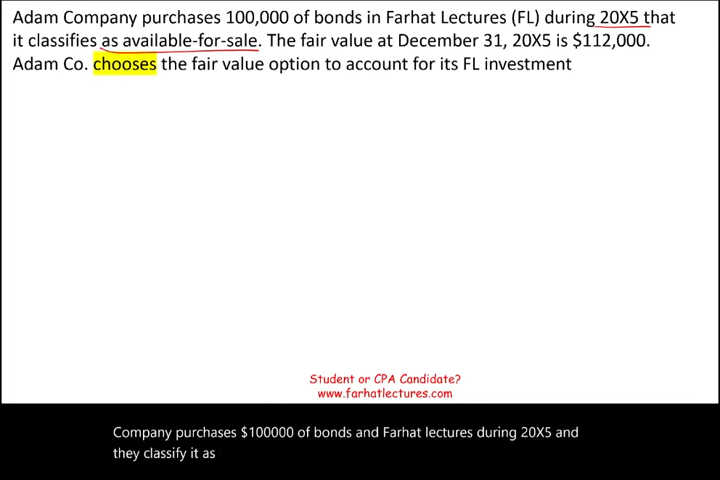 Adam Company purchases 100,000 of bonds in Farhat Lectures (FL) during 20X5 that
it classifies as available-for-sale. The fair value at December 31, 20X5 is $112,000.
Adam Co. chooses the fair value option to account for its FL investment
Student or CPA Candidate?
www.farhatlectures.com
Company purchases $100000 of bonds and Farhat lectures during 20X5 and
they classify it as